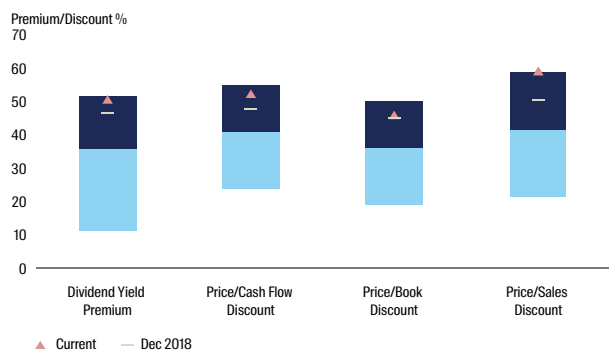 Premium/Discount %
70
60
50
40
30
20
10
0
Dividend Yield
Premium
Price/Cash Flow
Discount
Price/Book
Discount
Price/Sales
Discount
Current
Dec 2018